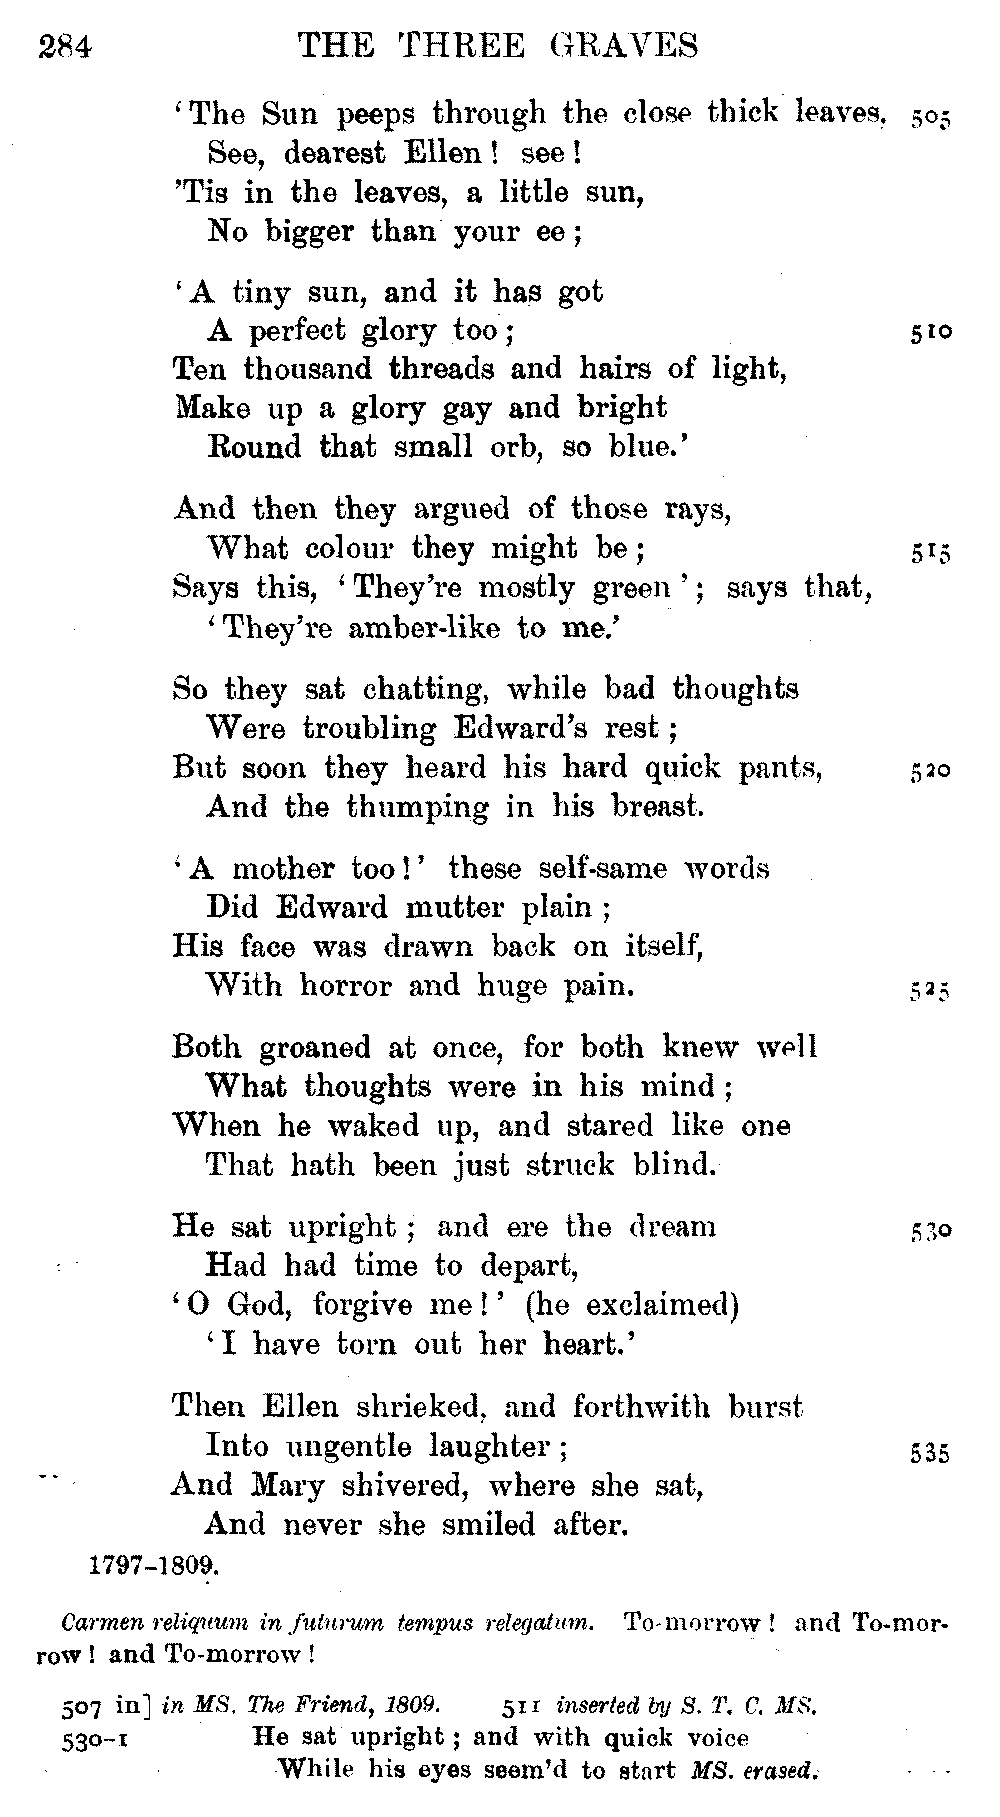 284 THE THREE GRAVES
‘The Sun peeps through the close thick leaves, 505
See, dearest Ellen! see!
’Tis in the leaves, a little sun,
No bigger than your ee;
‘A tiny sun, and it has got
A perfect glory too; 510
Ten thousand threads and hairs of light,
Make up a glory gay and bright
Round that small orb, so blue.’
And then they argued of those rays,
What colour they might be; 515
Says this, ‘They’re mostly green’; says that,
‘They’re amber-like to me.’
So they sat chatting, while bad thoughts
Were troubling Edward’s rest;
But soon they heard his hard quick pants, 520
And the thumping in his breast.
‘A mother too!’ these self-same words
Did Edward mutter plain;
His face was drawn back on itself,
With horror and huge pain. 525
Both groaned at once, for both knew well
What thoughts were in his mind;
When he waked up, and stared like one
That hath been just struck blind.
He sat upright; and ere the dream 530
Had had time to depart,
‘O God, forgive me!’ (he exclaimed)
‘I have torn out her heart.’
Then Ellen shrieked, and forthwith burst
Into ungentle laughter; 535
And Mary shivered, where she sat,
And never she smiled after.
1797–1809.
Carmen reliquum in futurum tempus relegatum. To-morrow! and To-mor-
row! and To-morrow!
507 in] in MS. The Friend, 1809. 511 inserted by S. T. C. MS.
530–1 He sat upright; and with quick voice
While his eyes seem’d to start MS. erased.